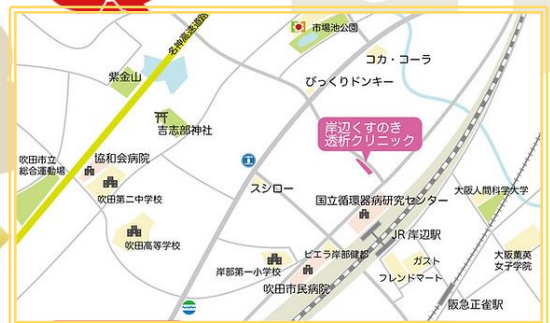 名神高速道路
市場池公園
コカ・コーラ
紫金山
びっくりドンキー
吉志部神社
岸辺くすのき
透析クリニック
吹田市立
総合運動場
協和会病院
スシロー
吹田第二中学校
国立循環器病研究センター
大阪人間科学大学
吹田高等学校
JR 岸辺駅
ビエラ岸部健都
岸部第一小学校
ガスト
大阪薫英
女子学院
フレンドマート
吹田市民病院
阪急正雀駅